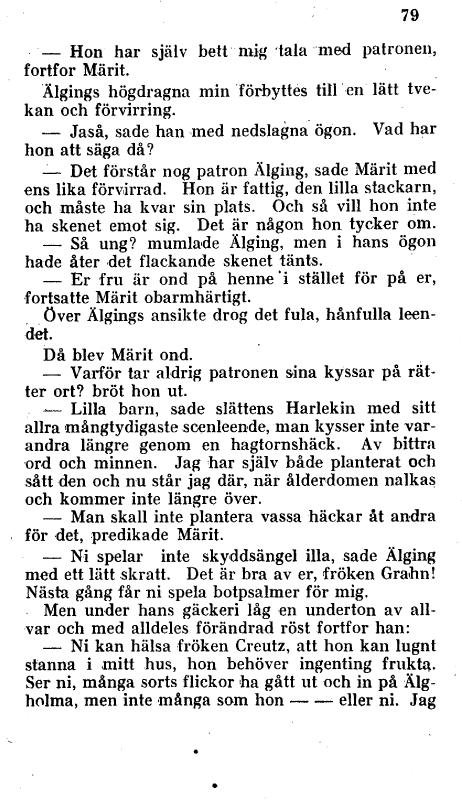 79
— Hon har själv bett mig tala med patronen,
fortfor Märit.
Älgings högdragna min förbyttes till en lätt tve-
kan och förvirring.
— Jaså, sade han med nedslagna ögon. Vad har
hon att säga då?
— Det förstår nog patron Älging, sade Märit med
ens lika förvirrad. Hon är fattig, den lilla stackarn,
och måste ha kvar sin plats. Och så vill hon inte
ha skenet emot sig. Det är någon hon tycker om.
— Så ung? mumlade Älging, men i hans ögon
hade åter det flackande skenet tänts.
— Er fru är ond på henne i stället för på er,
fortsatte Märit obarmhärtigt.
Över Älgings ansikte drog det fula, hånfulla leen-
det.
Då blev Märit ond.
— Varför tar aldrig patronen sina kyssar på rät-
ter ort? bröt hon ut.
— Lilla barn, sade slättens Harlekin med sitt
allra mångtydigaste scenleende, man kysser inte var-
andra längre genom en hagtornshäck. Av bittra
ord och minnen. Jag har själv både planterat och
sått den och nu står jag där, när ålderdomen nalkas
och kommer inte längre över.
— Man skall inte plantera vassa häckar åt andra
för det, predikade Märit.
— Ni spelar inte skyddsängel illa, sade Älging
med ett lätt skratt. Det är bra av er, fröken Grahn!
Nästa gång får ni spela botpsalmer för mig.
Men under hans gäckeri låg en underton av all-
var och med alldeles förändrad röst fortfor han:
— Ni kan hälsa fröken Creutz, att hon kan lugnt
stanna i mitt hus, hon behöver ingenting frukta.
Ser ni, många sorts flickor ha gått ut och in på Älg-
holma, men inte många som hon — — eller ni. Jag